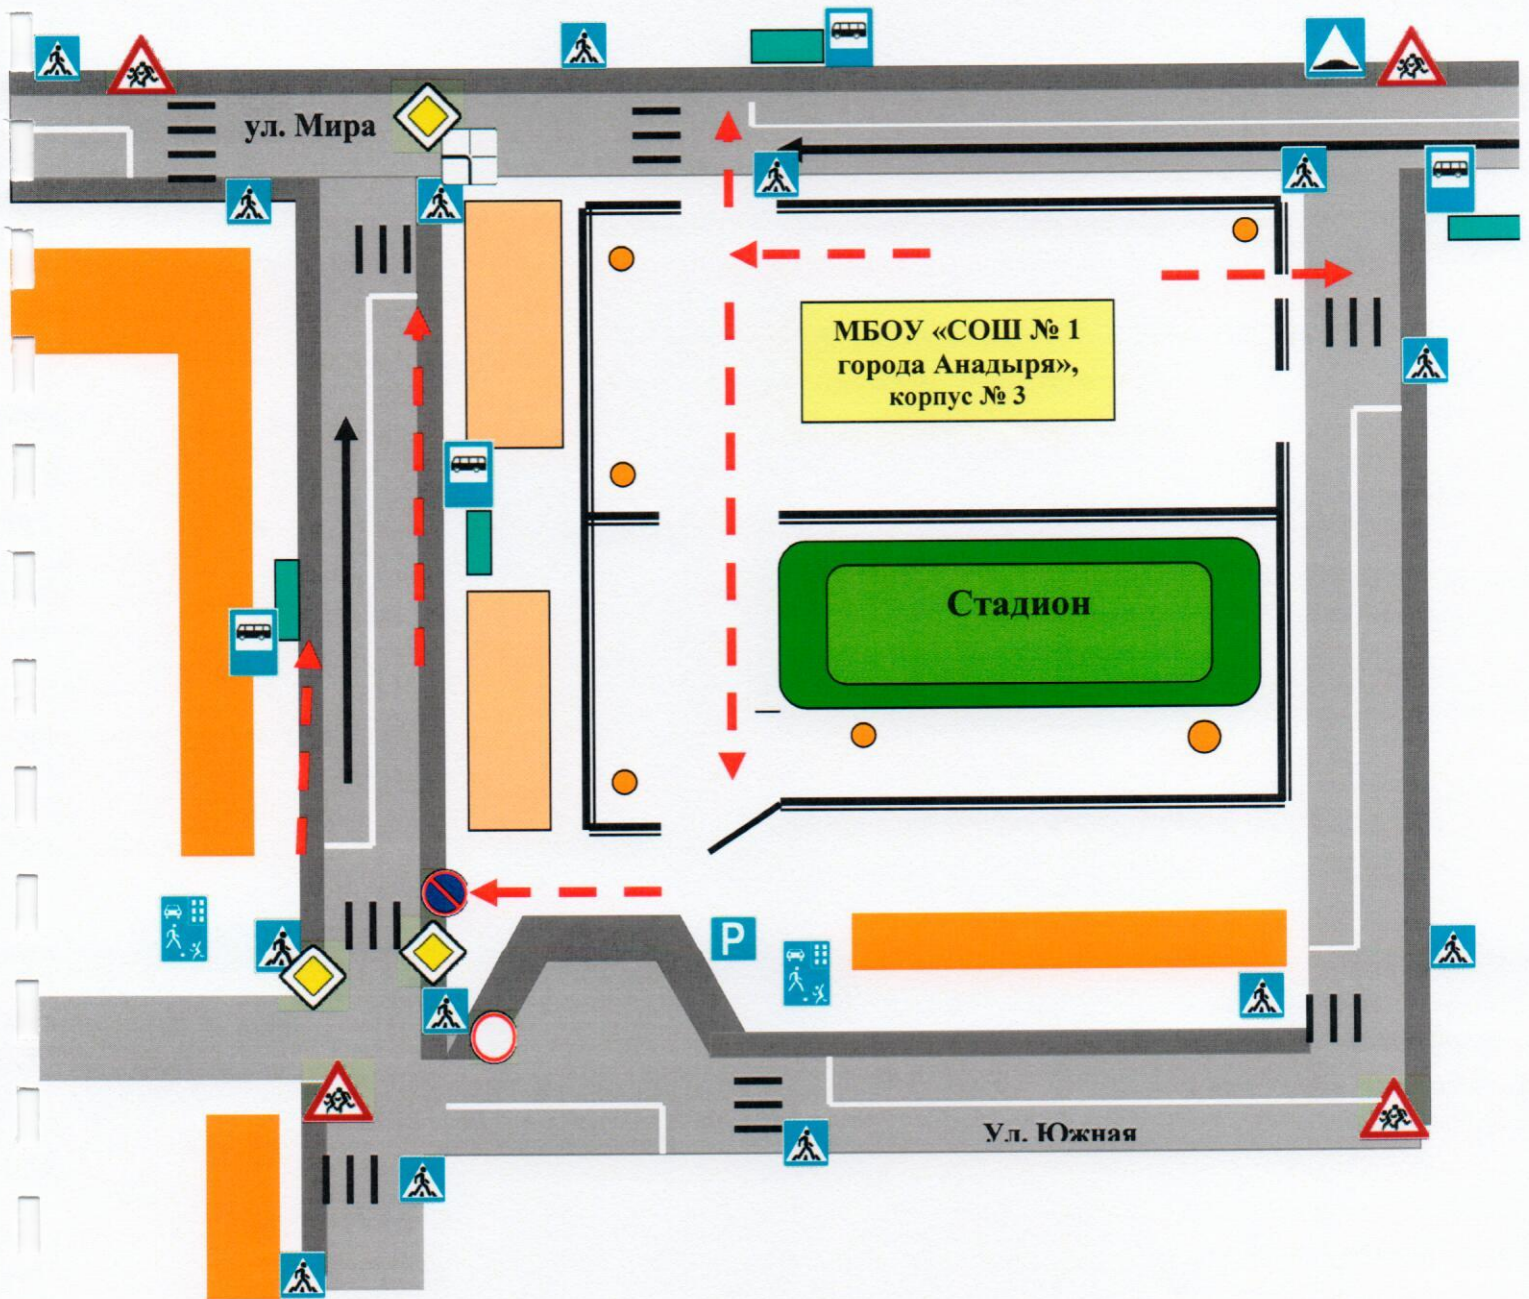 ул. Мира
МБОУ «СОШ № 1
города Анадыря»,
корпус № 3
Стадион
P
Ул. Южная